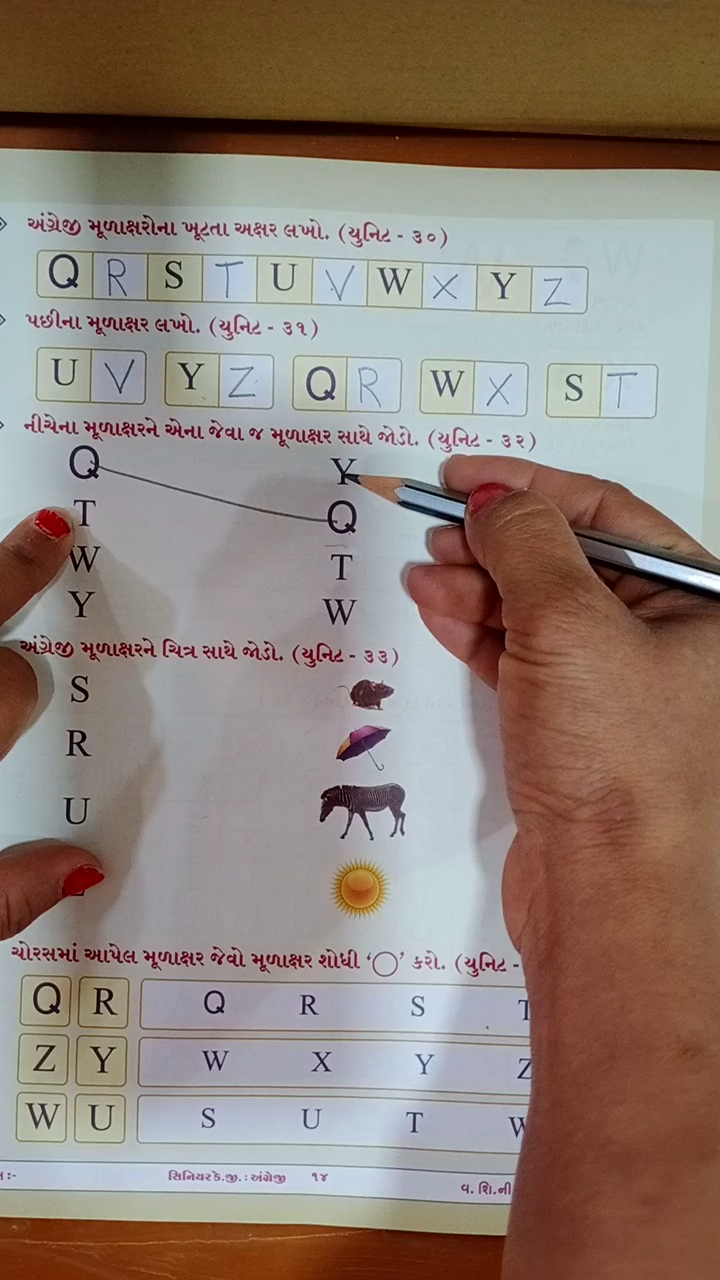 અંગ્રેજી મૂળાક્ષરોના ખૂટતા અક્ષર લખો. (યુનિટ - ૩૦)
Q R S T U V W X Y Z
પછીના મૂળાક્ષર લખો. (યુનિટ - ૩૧)
U V Y Z Q R W X S T
નીચેના મૂળાક્ષરને એના જેવા જ મૂળાક્ષર સાથે જોડો. (યુનિટ - ૩૨)
Q Y
T Q
W T
Y W
અંગ્રેજી મૂળાક્ષરને ચિત્ર સાથે જોડો. (યુનિટ - ૩૩)
S
R
U
ચોરસમાં આપેલ મૂળાક્ષર જેવો મૂળાક્ષર શોધી ‘○’ કરો. (યુનિટ -
Q R Q R S T
Z Y W X Y Z
W U S U T W
સિનિયર કે.જી. : અંગ્રેજી ૧૪
વ. શિ.ની